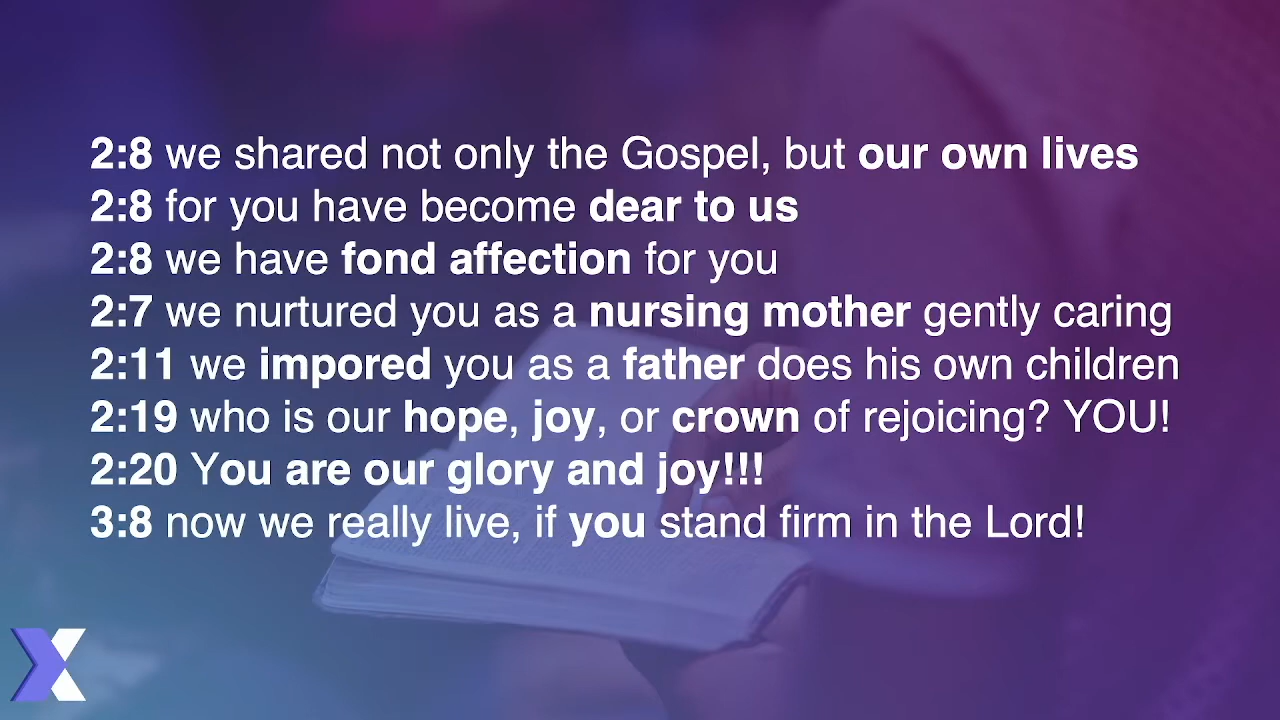 2:8 we shared not only the Gospel, but our own lives
2:8 for you have become dear to us
2:8 we have fond affection for you
2:7 we nurtured you as a nursing mother gently caring
2:11 we impored you as a father does his own children
2:19 who is our hope, joy, or crown of rejoicing? YOU!
2:20 You are our glory and joy!!!
3:8 now we really live, if you stand firm in the Lord!